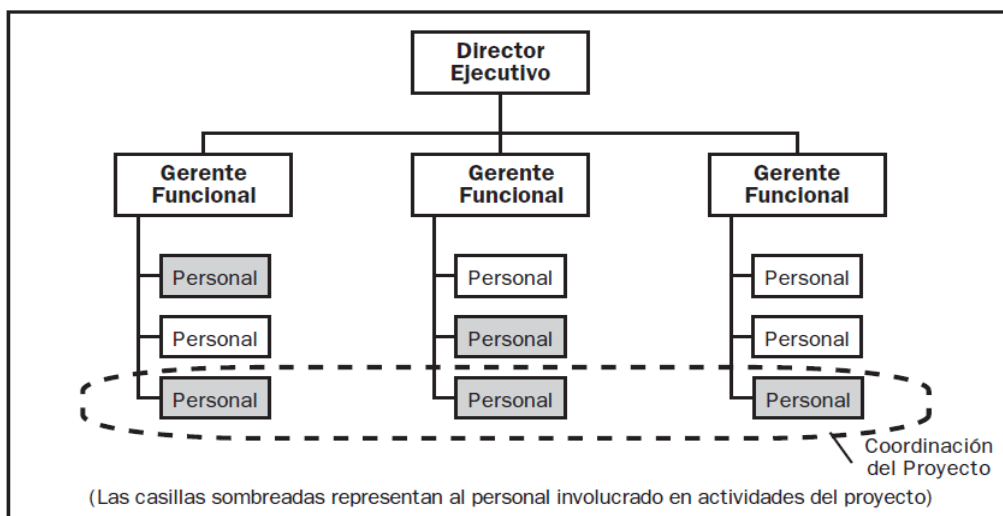 Director
Ejecutivo
Gerente
Funcional
Gerente
Funcional
Gerente
Funcional
Personal
Personal
Personal
Personal
Personal
Personal
Personal
Personal
Personal
Coordinación
del Proyecto
(Las casillas sombreadas representan al personal involucrado en actividades del proyecto)